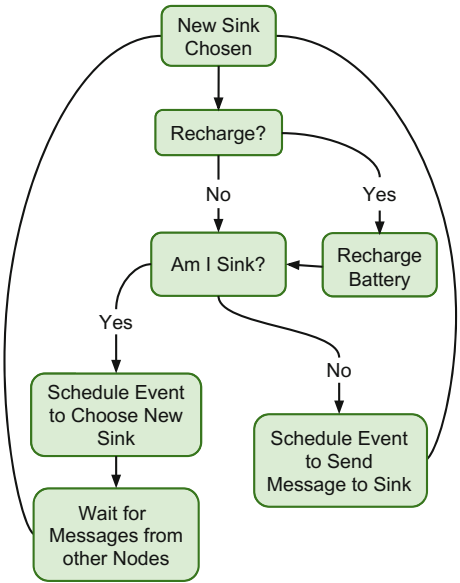 New Sink
Chosen
Recharge?
No
Yes
Am I Sink?
Recharge
Battery
Yes
No
Schedule Event
to Choose New
Sink
Schedule Event
to Send
Message to Sink
Wait for
Messages from
other Nodes